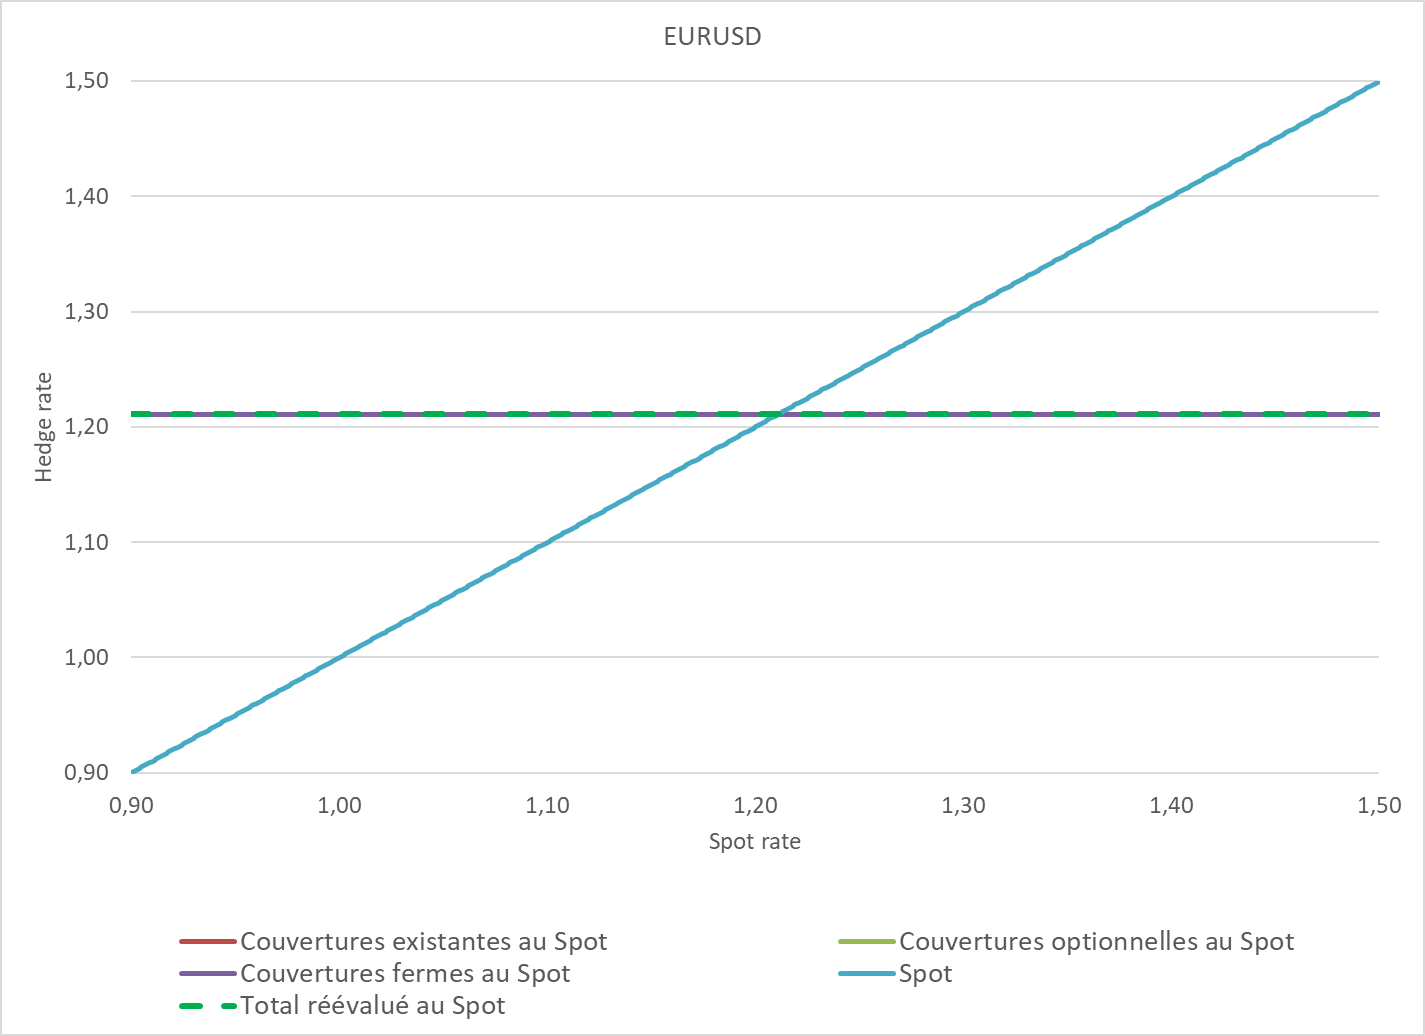 EURUSD
1,50
1,40
1,30
1,20
1,10
1,00
0,90
Hedge rate
0,90 1,00 1,10 1,20 1,30 1,40 1,50
Spot rate
Couvertures existantes au Spot Couvertures optionnelles au Spot
Couvertures fermes au Spot Spot
Total réévalué au Spot